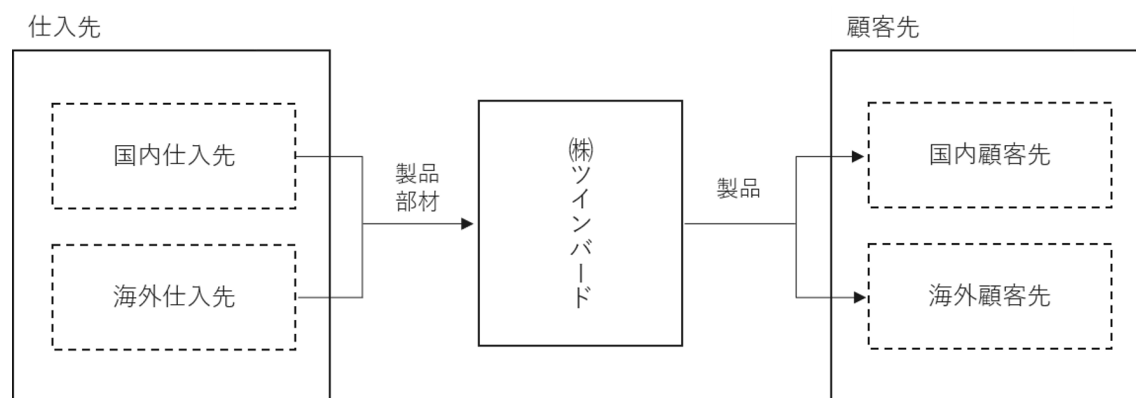 仕入先
国内仕入先
海外仕入先
製品
部材
㈱ツインバード
製品
顧客先
国内顧客先
海外顧客先